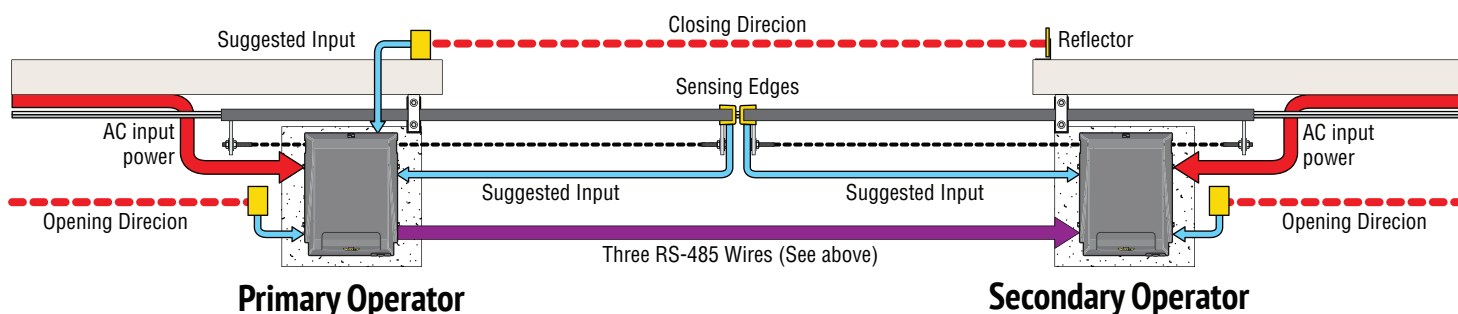 Closing Direcion
Suggested Input
Reflector
Sensing Edges
AC input
power
AC input
power
Suggested Input
Suggested Input
Opening Direcion
Opening Direcion
Three RS-485 Wires (See above)
Primary Operator
Secondary Operator